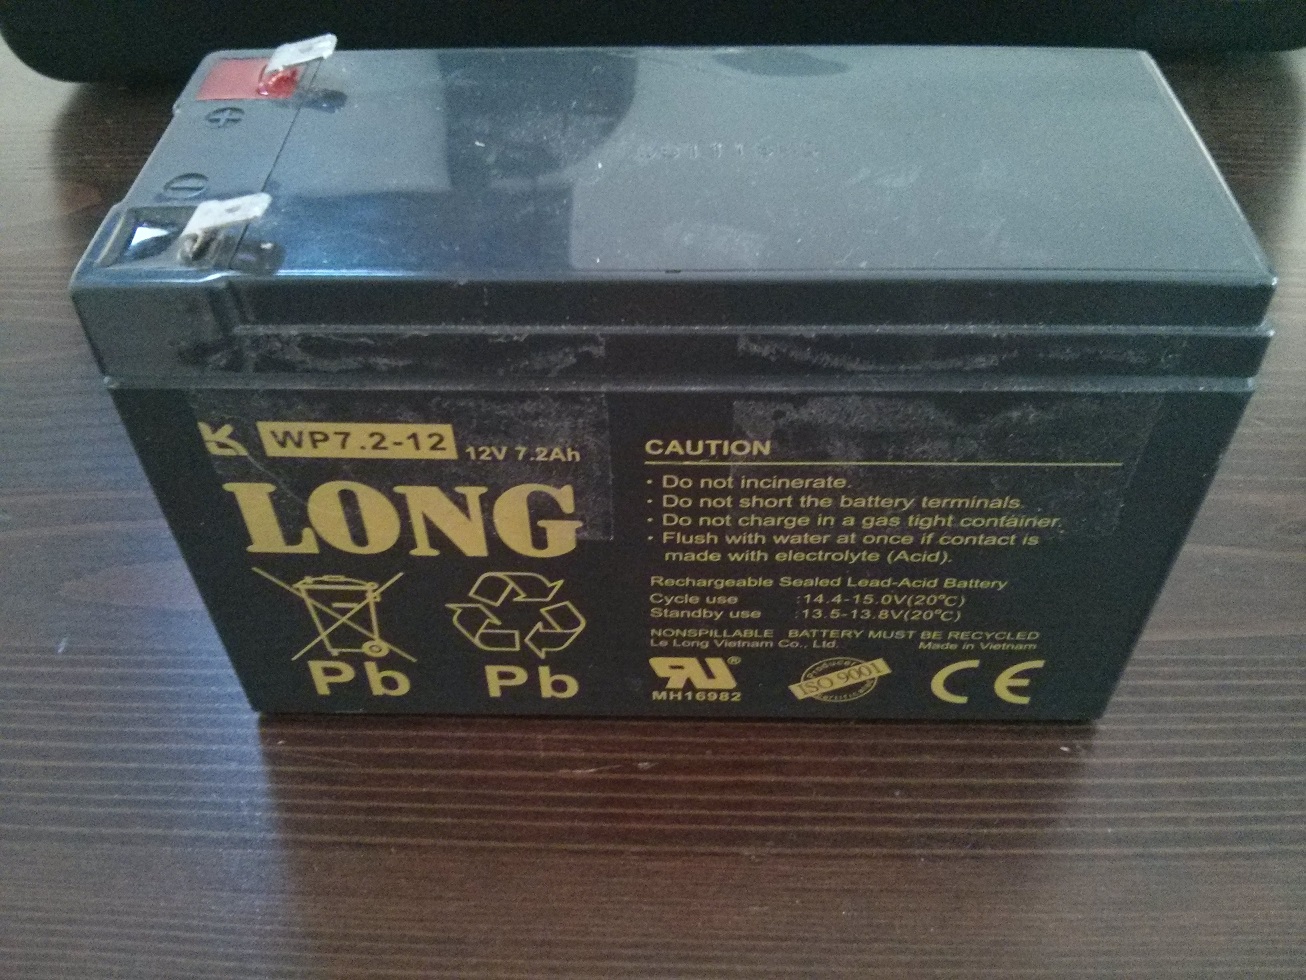 WP7.2-12 12V 7.2Ah
LONG
Pb Pb
CAUTION
· Do not incinerate.
· Do not short the battery terminals.
· Do not charge in a gas tight container.
· Flush with water at once if contact is
made with electrolyte (Acid).
Rechargeable Sealed Lead-Acid Battery
Cycle use :14.4-15.0V(20°C)
Standby use :13.5-13.8V(20°C)
NONSPILLABLE BATTERY MUST BE RECYCLED
Le Long Vietnam Co., Ltd. Made in Vietnam
MH16982
Producer
ISO 9001
CE